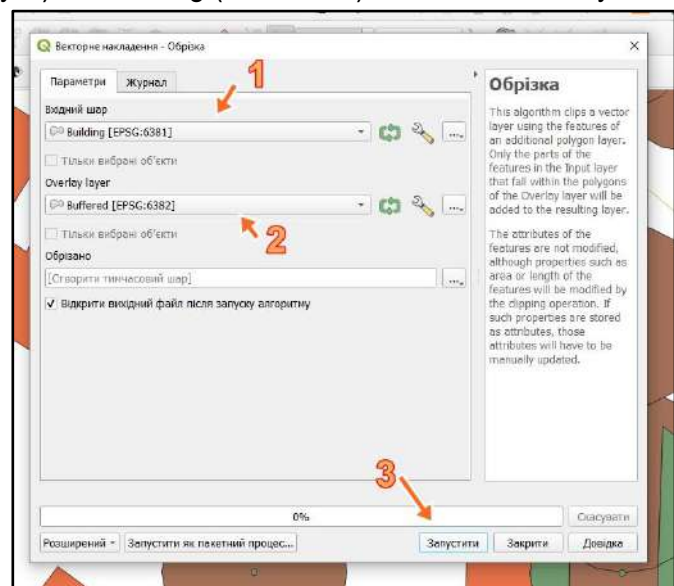 Векторне накладення - Обрізка
Параметри
Журнал
1
Вхідний шар
Building [EPSG:6381]
Тільки вибрані об'єкти
Overlay layer
Buffered [EPSG:6382]
2
Тільки вибрані об'єкти
Обрізано
[Створити тимчасовий шар]
Відкрити вихідний файл після запуску алгоритму
Обрізка
This algorithm clips a vector
layer using the features of
an additional polygon layer.
Only the parts of the
features in the Input layer
that fall within the polygons
of the Overlay layer will be
added to the resulting layer.
The attributes of the
features are not modified,
although properties such as
area or length of the
features will be modified by
the clipping operation. If
such properties are stored
as attributes, those
attributes will have to be
manually updated.
3
0%
Скасувати
Розширений
Запустити як пакетний процес...
Запустити
Закрити
Довідка